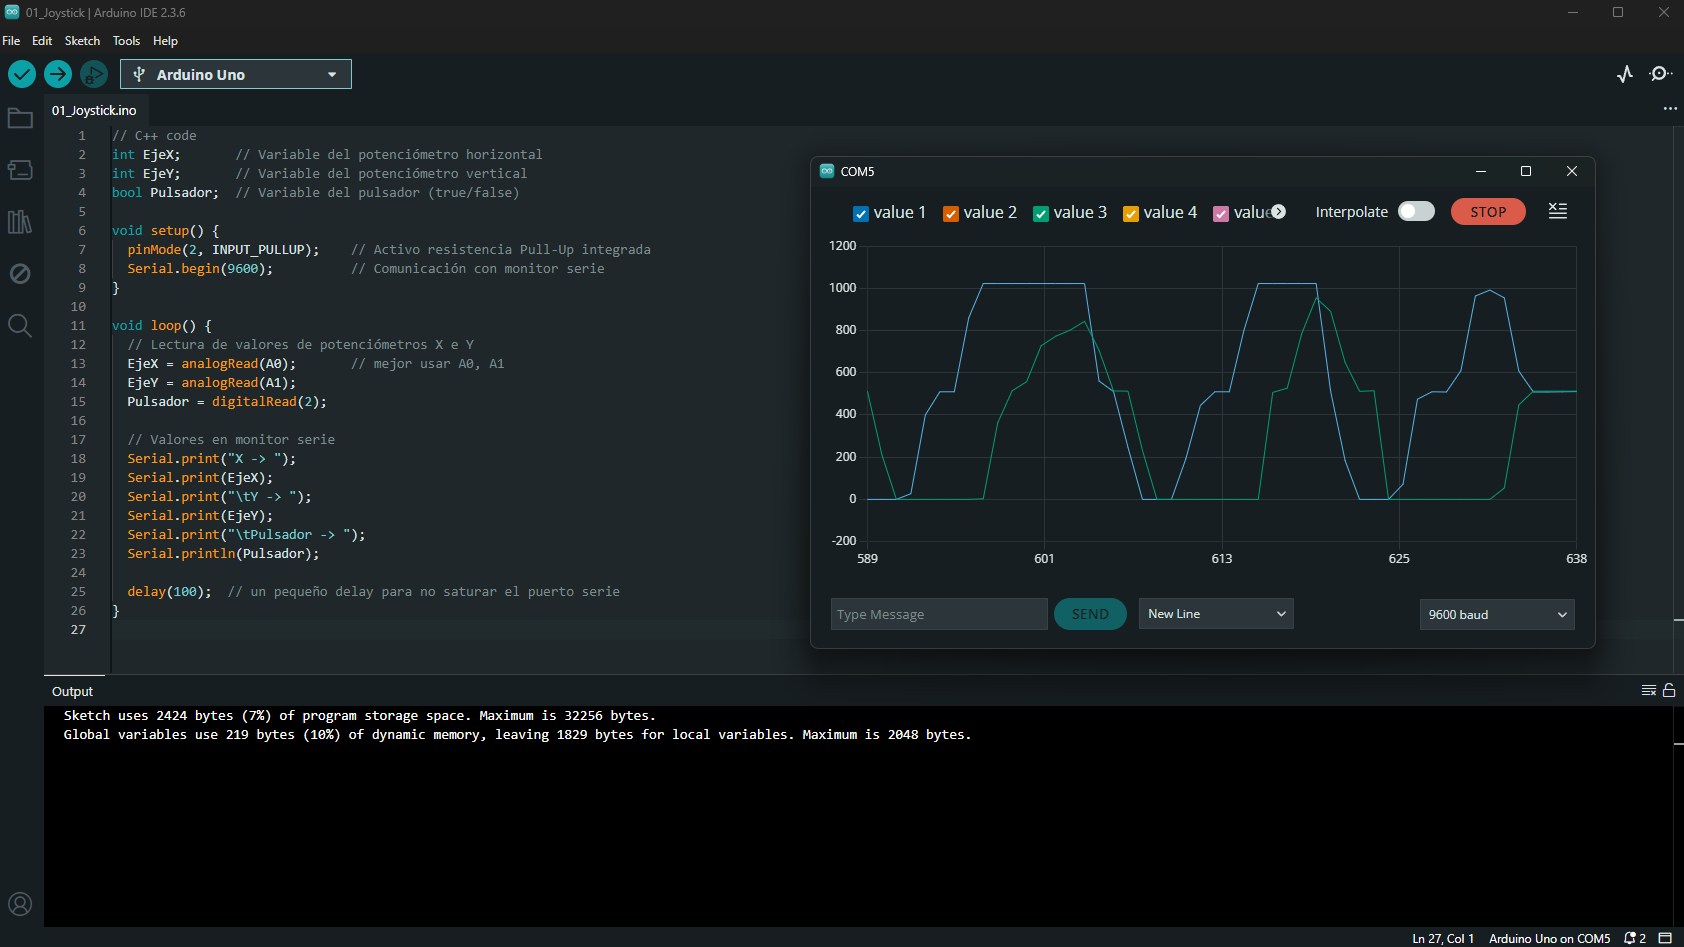 01_Joystick | Arduino IDE 2.3.6
File Edit Sketch Tools Help
Arduino Uno
01_Joystick.ino
1 // C++ code
2 int EjeX; // Variable del potenciómetro horizontal
3 int EjeY; // Variable del potenciómetro vertical
4 bool Pulsador; // Variable del pulsador (true/false)
5
6 void setup() {
7 pinMode(2, INPUT_PULLUP); // Activo resistencia Pull-Up integrada
8 Serial.begin(9600); // Comunicación con monitor serie
9 }
10
11 void loop() {
12 // Lectura de valores de potenciómetros X e Y
13 EjeX = analogRead(A0); // mejor usar A0, A1
14 EjeY = analogRead(A1);
15 Pulsador = digitalRead(2);
16
17 // Valores en monitor serie
18 Serial.print("X -> ");
19 Serial.print(EjeX);
20 Serial.print("\tY -> ");
21 Serial.print(EjeY);
22 Serial.print("\tPulsador -> ");
23 Serial.println(Pulsador);
24
25 delay(100); // un pequeño delay para no saturar el puerto serie
26 }
27
COM5
value 1 value 2 value 3 value 4 value Interpolate STOP
1200
1000
800
600
400
200
0
-200
589 601 613 625 638
Type Message SEND New Line 9600 baud
Output
Sketch uses 2424 bytes (7%) of program storage space. Maximum is 32256 bytes.
Global variables use 219 bytes (10%) of dynamic memory, leaving 1829 bytes for local variables. Maximum is 2048 bytes.
Ln 27, Col 1 Arduino Uno on COM5 2